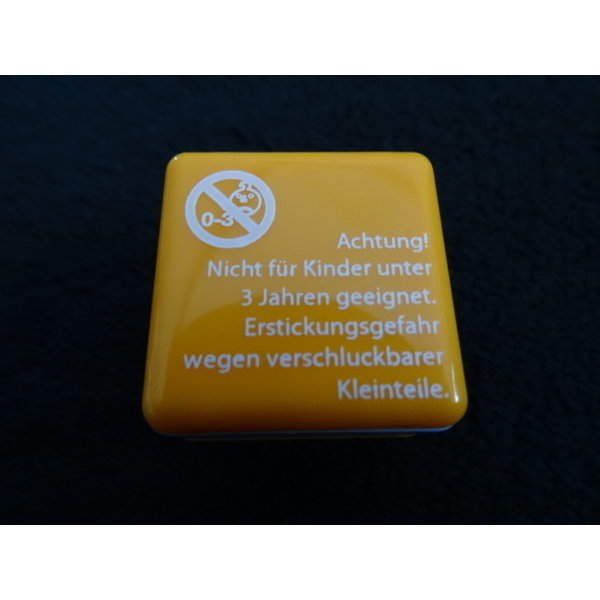 0-3
Achtung!
Nicht für Kinder unter
3 Jahren geeignet.
Erstickungsgefahr
wegen verschluckbarer
Kleinteile.